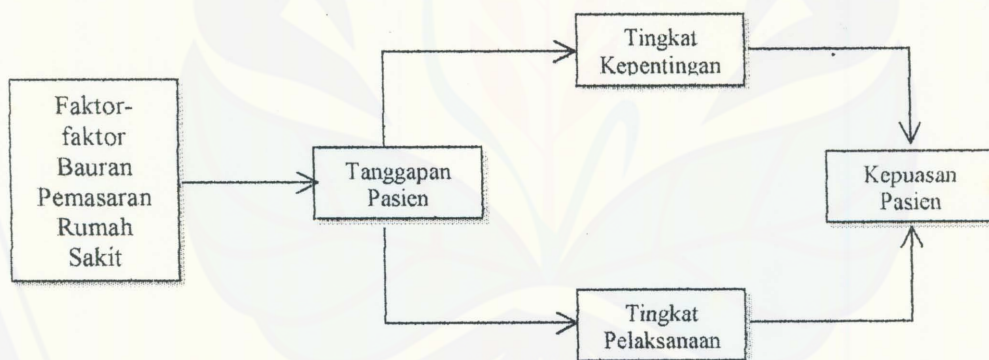 Faktor-
faktor
Bauran
Pemasaran
Rumah
Sakit
Tanggapan
Pasien
Tingkat
Kepentingan
Tingkat
Pelaksanaan
Kepuasan
Pasien